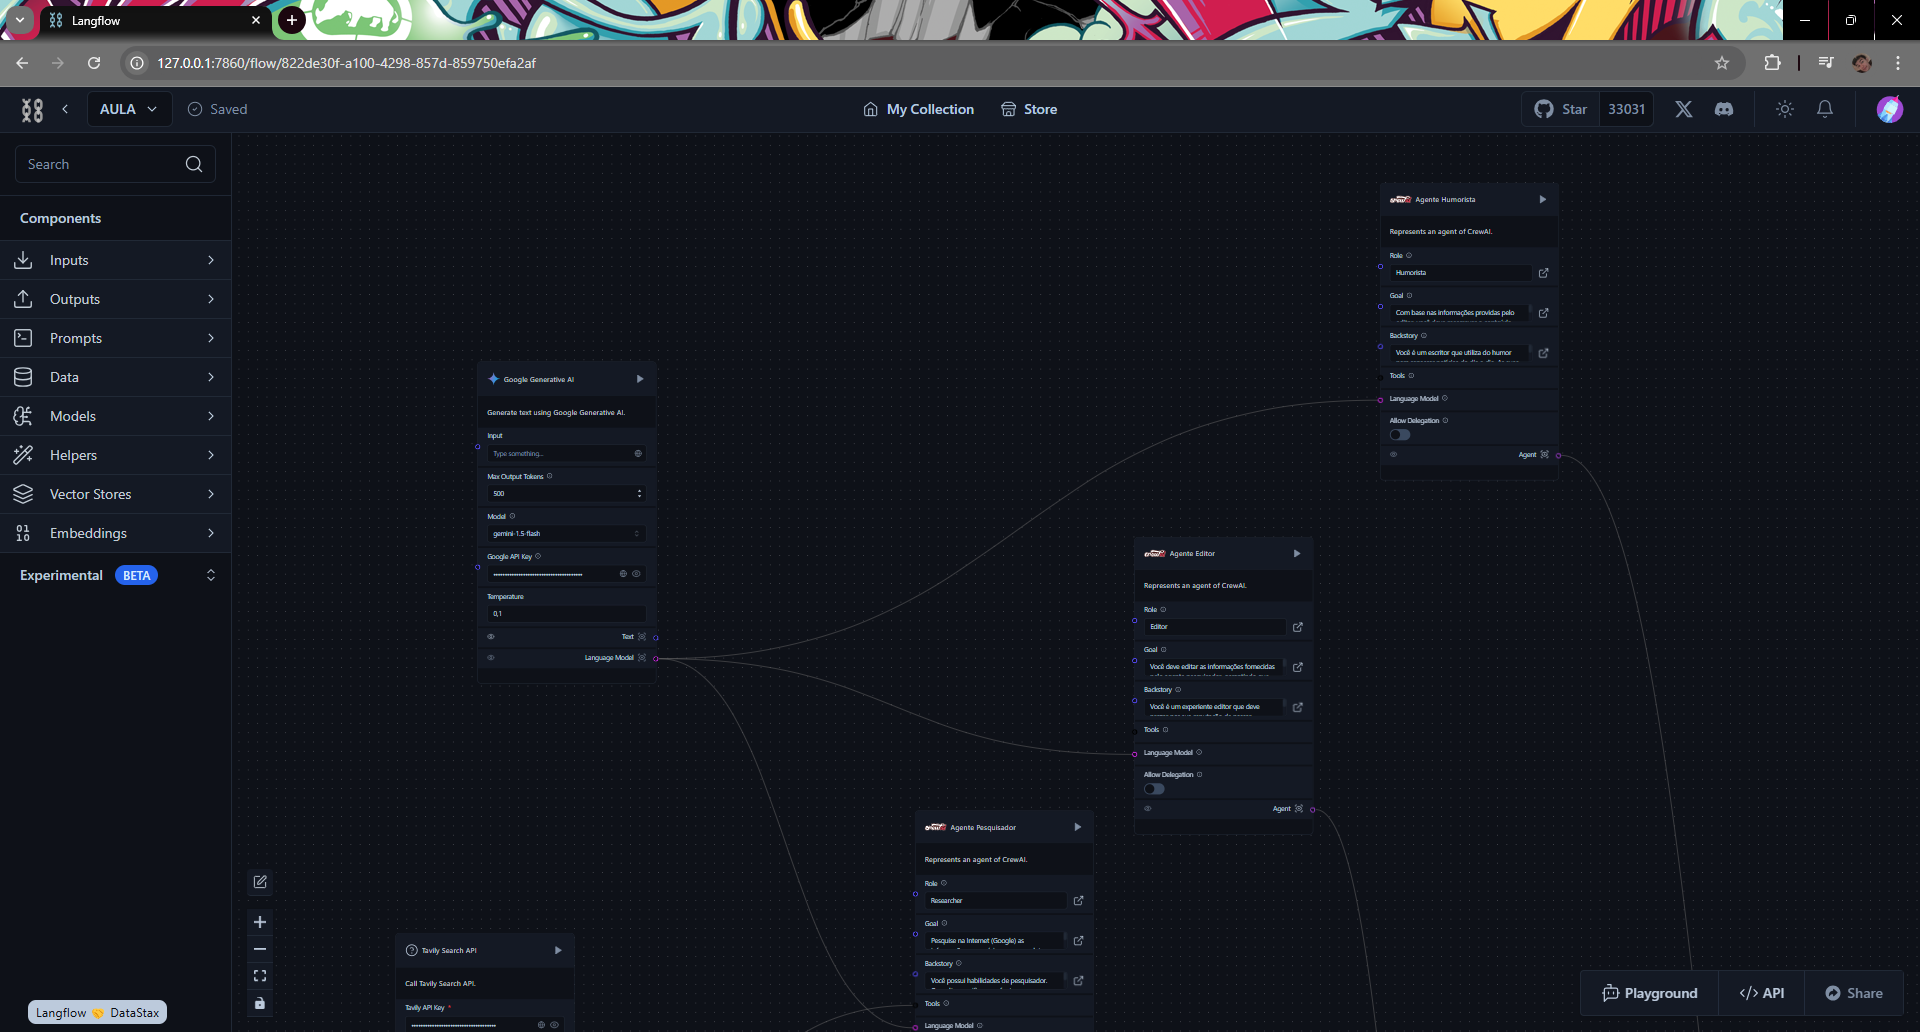 Langflow
127.0.0.1:7860/flow/822de30f-a100-4298-857d-859750efa2af
AULA
Saved
My Collection
Store
Star
33031
Search
Components
Inputs
Outputs
Prompts
Data
Models
Helpers
Vector Stores
Embeddings
Experimental
BETA
Langflow 🤝 DataStax
Google Generative AI
Generate text using Google Generative AI.
Input
Type something...
Max Output Tokens
500
Model
gemini-1.5-flash
Google API Key
Temperature
0,1
Text
Language Model
Tavily Search API
Call Tavily Search API.
Tavily API Key *
Agente Pesquisador
Represents an agent of CrewAI.
Role
Researcher
Goal
Pesquise na Internet (Google) as
Backstory
Você possui habilidades de pesquisador.
Tools
Language Model
Agente Editor
Represents an agent of CrewAI.
Role
Editor
Goal
Você deve editar as informações fornecidas
Backstory
Você é um experiente editor que deve
Tools
Language Model
Allow Delegation
Agent
Agente Humorista
Represents an agent of CrewAI.
Role
Humorista
Goal
Com base nas informações providas pelo
Backstory
Você é um escritor que utiliza do humor
Tools
Language Model
Allow Delegation
Agent
Playground
</> API
Share